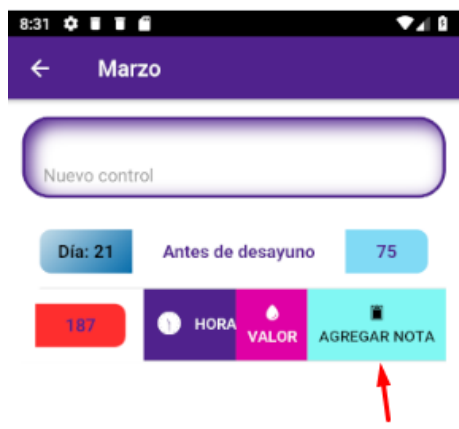 8:31
Marzo
Nuevo control
Día: 21 Antes de desayuno 75
187 HORA VALOR AGREGAR NOTA